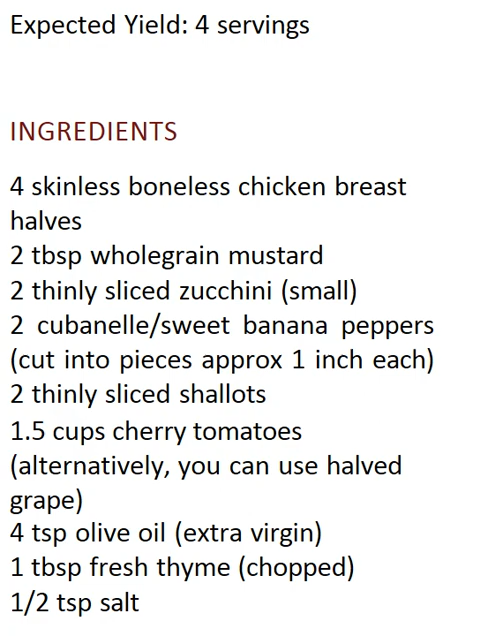 Expected Yield: 4 servings
INGREDIENTS
4 skinless boneless chicken breast
halves
2 tbsp wholegrain mustard
2 thinly sliced zucchini (small)
2 cubanelle/sweet banana peppers
(cut into pieces approx 1 inch each)
2 thinly sliced shallots
1.5 cups cherry tomatoes
(alternatively, you can use halved
grape)
4 tsp olive oil (extra virgin)
1 tbsp fresh thyme (chopped)
1/2 tsp salt